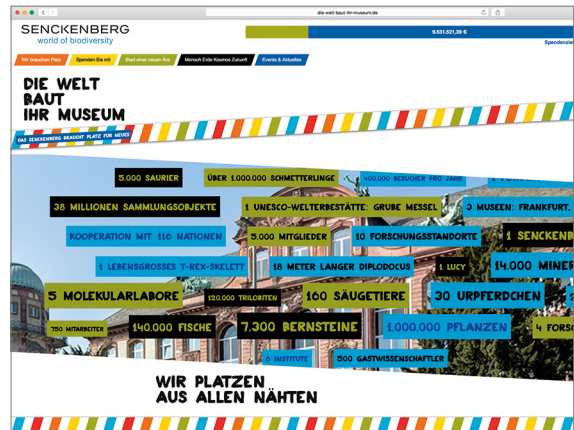 die-welt-baut-ihr-museum.de
SENCKENBERG
world of biodiversity
9.531.521,39 €
Spendenziel
Wir brauchen Platz
Spenden Sie mit
Start einer neuen Ära
Mensch Erde Kosmos Zukunft
Events & Aktuelles
DIE WELT
BAUT
IHR MUSEUM
DAS SENCKENBERG BRAUCHT PLATZ FÜR NEUES
5.000 SAURIER
ÜBER 1.000.000 SCHMETTERLINGE
400.000 BESUCHER PRO JAHR
38 MILLIONEN SAMMLUNGSOBJEKTE
1 UNESCO-WELTERBESTÄTTE: GRUBE MESSEL
3 MUSEEN: FRANKFURT,
KOOPERATION MIT 116 NATIONEN
5.000 MITGLIEDER
10 FORSCHUNGSSTANDORTE
1 SENCKENB
1 LEBENSGROSSES T-REX-SKELETT
18 METER LANGER DIPLODOCUS
1 LUCY
14.000 MINER
5 MOLEKULARLABORE
120.000 TRILOBITEN
160 SÄUGETIERE
30 URPFERDCHEN
750 MITARBEITER
140.000 FISCHE
7.300 BERNSTEINE
1.000.000 PFLANZEN
4 FORSC
6 INSTITUTE
500 GASTWISSENSCHAFTLER
WIR PLATZEN
AUS ALLEN NÄHTEN